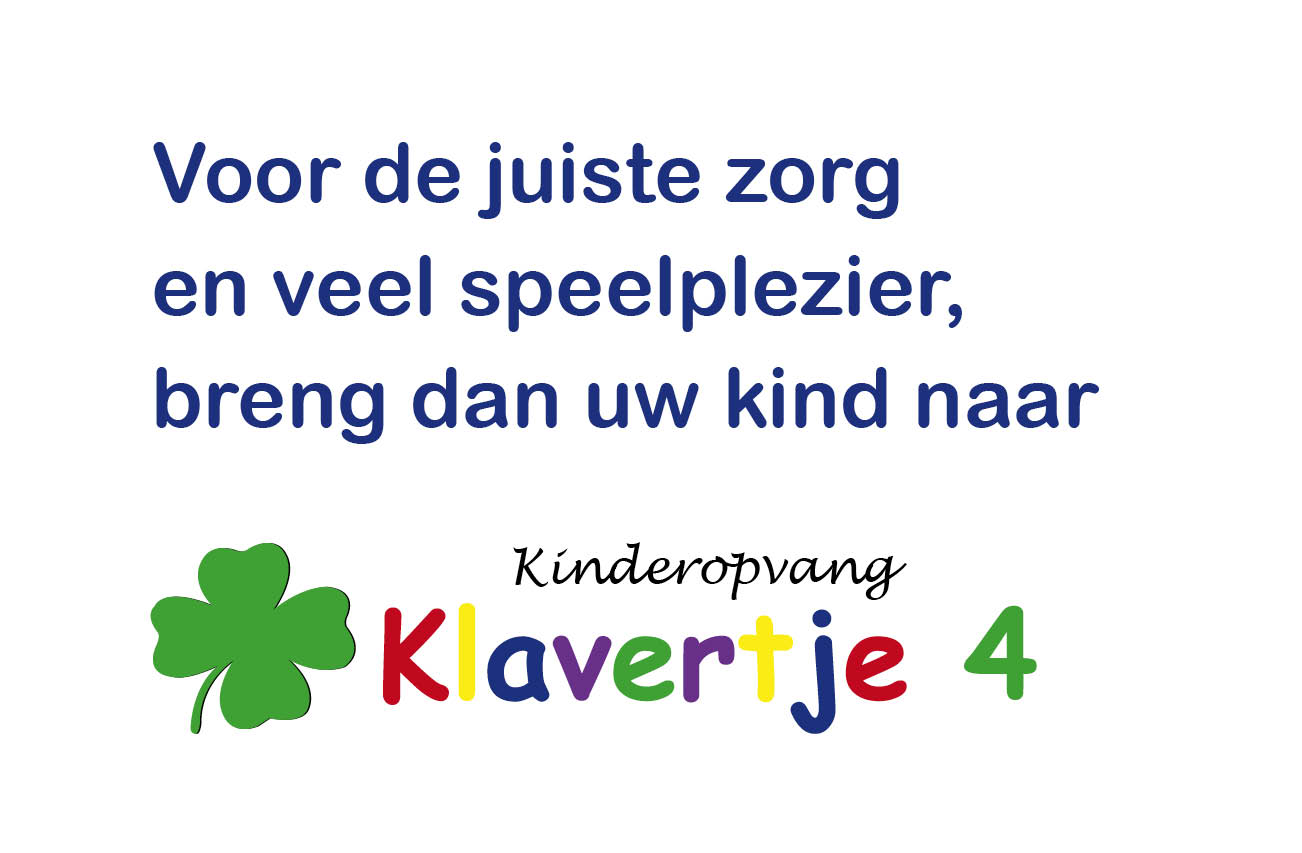 Voor de juiste zorg
en veel speelplezier,
breng dan uw kind naar
Kinderopvang
Klavertje 4